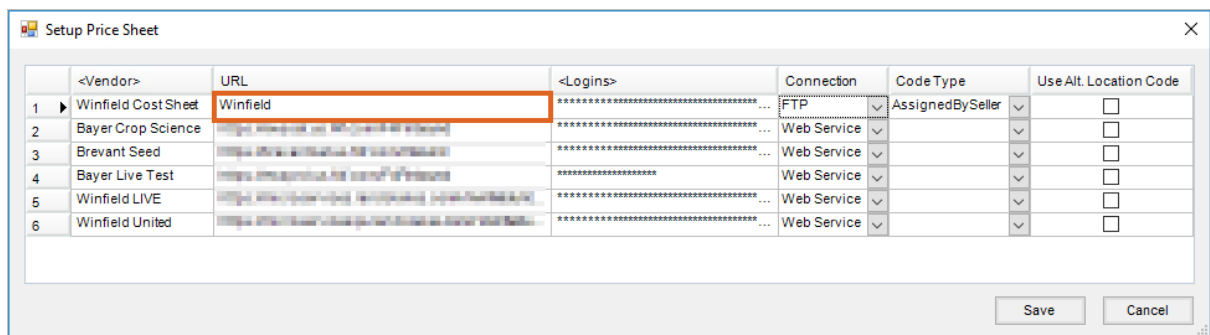 Setup Price Sheet
<Vendor> URL <Logins> Connection Code Type Use Alt. Location Code
1 Winfield Cost Sheet Winfield **************************************... FTP AssignedBySeller
2 Bayer Crop Science **************************************... Web Service
3 Brevant Seed **************************************... Web Service
4 Bayer Live Test ******************** Web Service
5 Winfield LIVE **************************************... Web Service
6 Winfield United **************************************... Web Service
Save Cancel